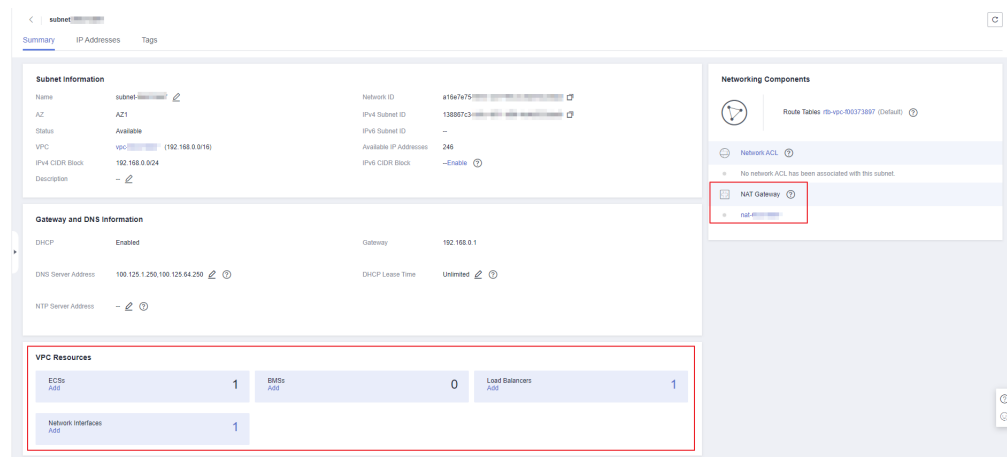 subnet
Summary IP Addresses Tags
Subnet Information
Name subnet- Network ID a16e7e75
AZ AZ1 IPv4 Subnet ID 138867c3
Status Available IPv6 Subnet ID –
VPC vpc- (192.168.0.0/16) Available IP Addresses 246
IPv4 CIDR Block 192.168.0.0/24 IPv6 CIDR Block –Enable
Description –
Gateway and DNS Information
DHCP Enabled Gateway 192.168.0.1
DNS Server Address 100.125.1.250,100.125.64.250 DHCP Lease Time Unlimited
NTP Server Address –
VPC Resources
ECSs 1 BMSs 0 Load Balancers 1
Add Add Add
Network Interfaces 1
Add
Networking Components
Route Tables rtb-vpc-f00373897 (Default)
Network ACL
No network ACL has been associated with this subnet.
NAT Gateway
nat-